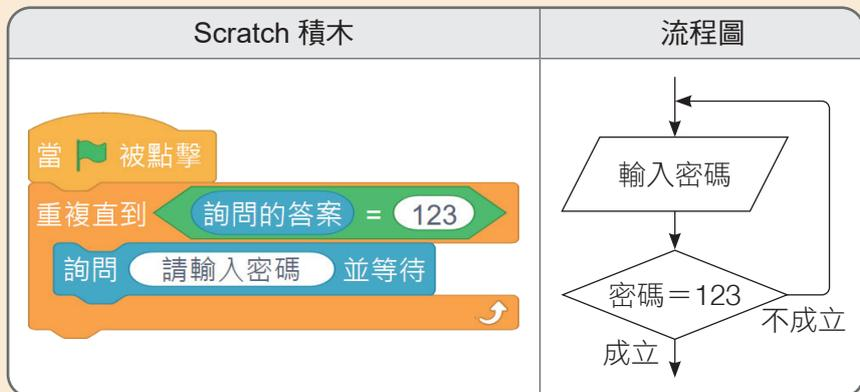 Scratch 積木
流程圖
當 被點擊
重複直到 詢問的答案 = 123
詢問 請輸入密碼 並等待
輸入密碼
密碼＝123
不成立
成立